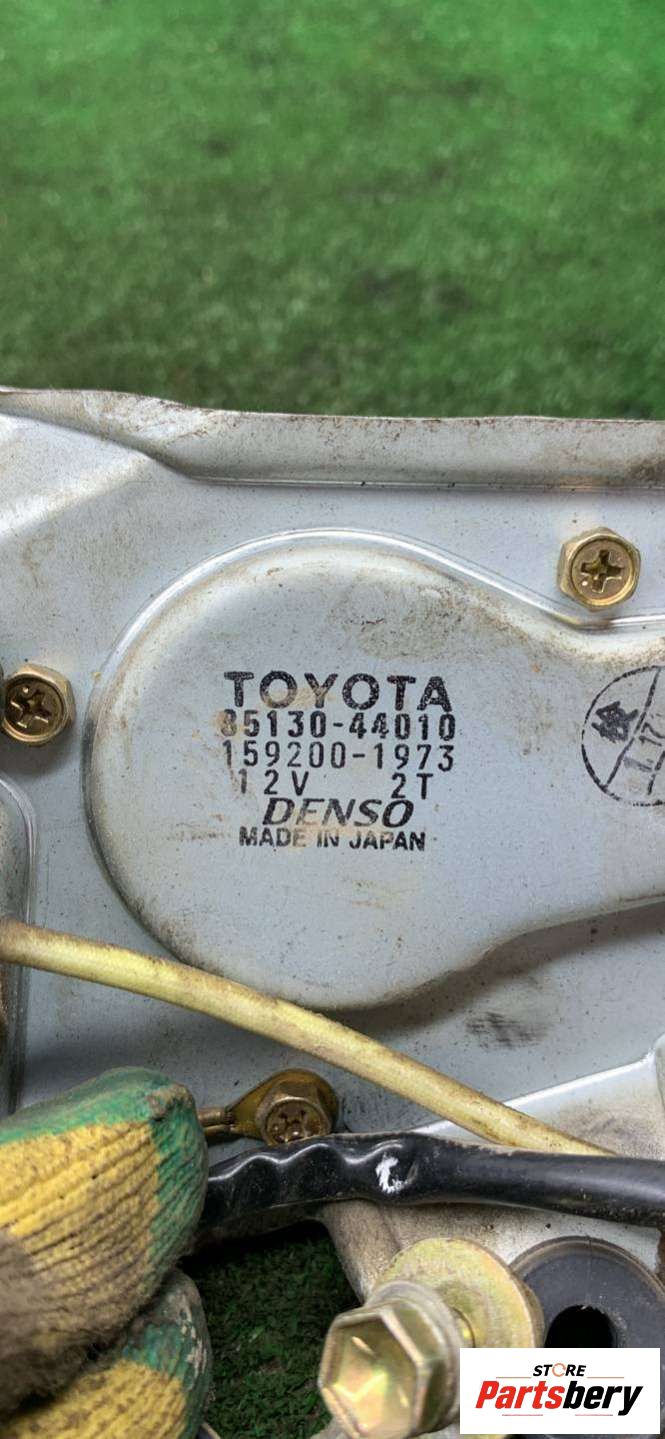 TOYOTA
85130-44010
159200-1973
12V 2T
DENSO
MADE IN JAPAN
STORE
Partsbery